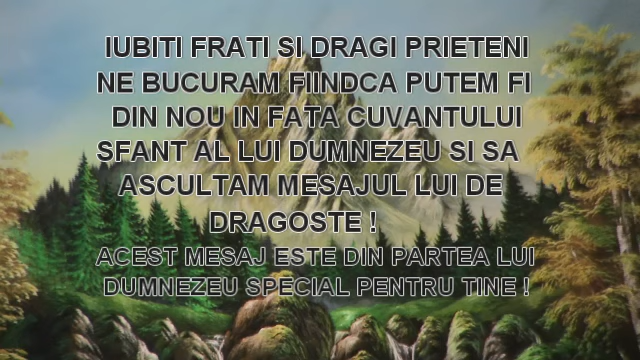 IUBITI FRATI SI DRAGI PRIETENI
NE BUCURAM FIINDCA PUTEM FI
DIN NOU IN FATA CUVANTULUI
SFANT AL LUI DUMNEZEU SI SA
ASCULTAM MESAJUL LUI DE
DRAGOSTE !
ACEST MESAJ ESTE DIN PARTEA LUI
DUMNEZEU SPECIAL PENTRU TINE !